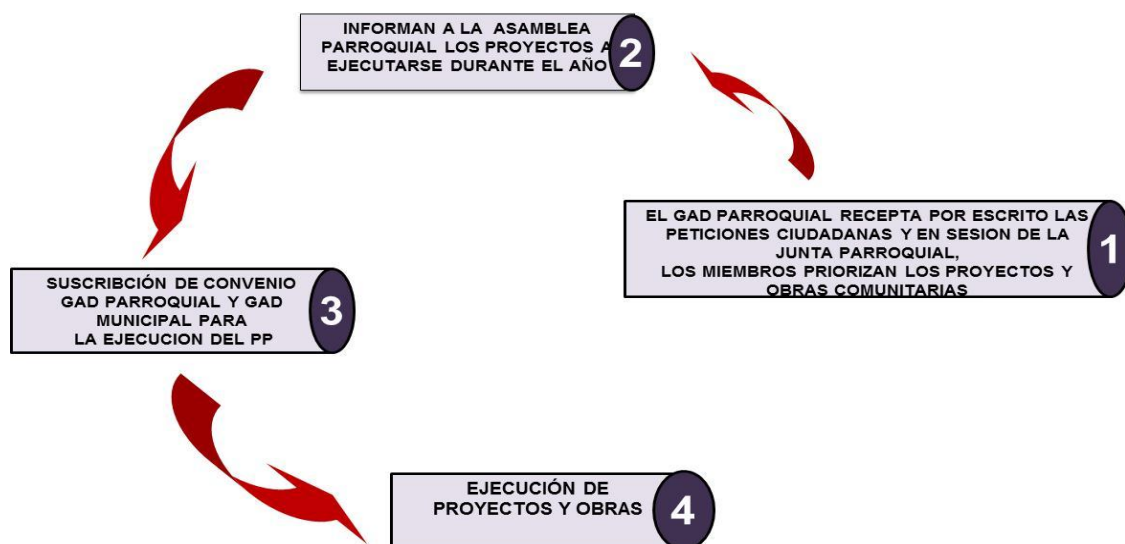 INFORMAN A LA ASAMBLEA
PARROQUIAL LOS PROYECTOS A
EJECUTARSE DURANTE EL AÑO
2
EL GAD PARROQUIAL RECEPTA POR ESCRITO LAS
PETICIONES CIUDADANAS Y EN SESION DE LA
JUNTA PARROQUIAL,
LOS MIEMBROS PRIORIZAN LOS PROYECTOS Y
OBRAS COMUNITARIAS
1
SUSCRIBCIÓN DE CONVENIO
GAD PARROQUIAL Y GAD
MUNICIPAL PARA
LA EJECUCION DEL PP
3
EJECUCIÓN DE
PROYECTOS Y OBRAS
4